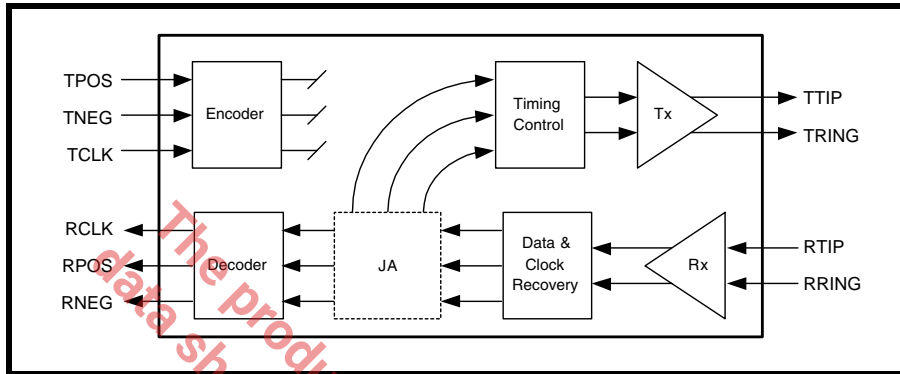 TPOS
TNEG
TCLK
Encoder
Timing
Control
Tx
TTIP
TRING
RCLK
RPOS
RNEG
Decoder
JA
Data &
Clock
Recovery
Rx
RTIP
RRING
The produ
data sh